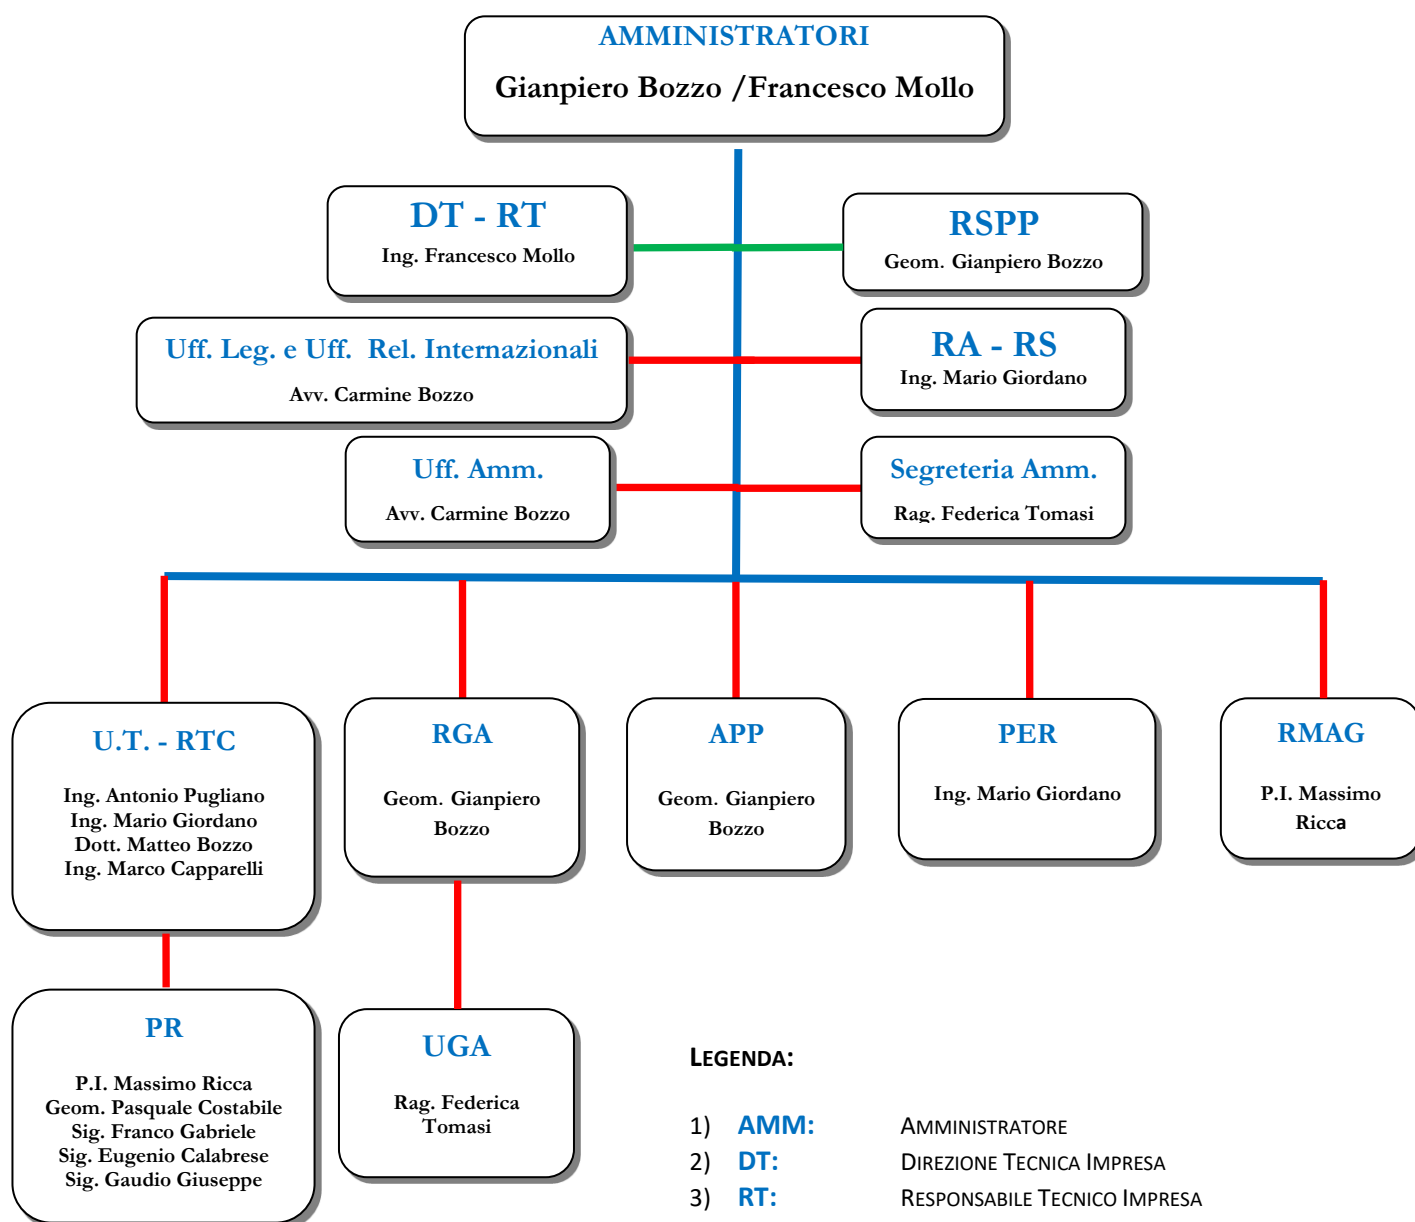 AMMINISTRATORI
Gianpiero Bozzo /Francesco Mollo
DT - RT
Ing. Francesco Mollo
RSPP
Geom. Gianpiero Bozzo
Uff. Leg. e Uff. Rel. Internazionali
Avv. Carmine Bozzo
RA - RS
Ing. Mario Giordano
Uff. Amm.
Avv. Carmine Bozzo
Segreteria Amm.
Rag. Federica Tomasi
U.T. - RTC
Ing. Antonio Pugliano
Ing. Mario Giordano
Dott. Matteo Bozzo
Ing. Marco Capparelli
RGA
Geom. Gianpiero
Bozzo
APP
Geom. Gianpiero
Bozzo
PER
Ing. Mario Giordano
RMAG
P.I. Massimo
Ricca
PR
P.I. Massimo Ricca
Geom. Pasquale Costabile
Sig. Franco Gabriele
Sig. Eugenio Calabrese
Sig. Gaudio Giuseppe
UGA
Rag. Federica
Tomasi
LEGENDA:
1) AMM: AMMINISTRATORE
2) DT: DIREZIONE TECNICA IMPRESA
3) RT: RESPONSABILE TECNICO IMPRESA